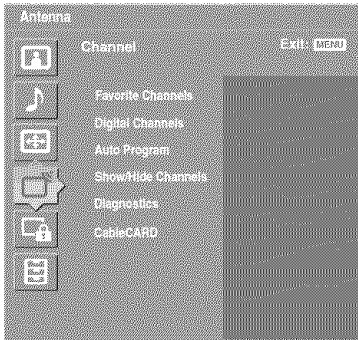 Antenna
Channel Exit: MENU
Favorite Channels
Digital Channels
Auto Program
Show/Hide Channels
Diagnostics
CableCARD